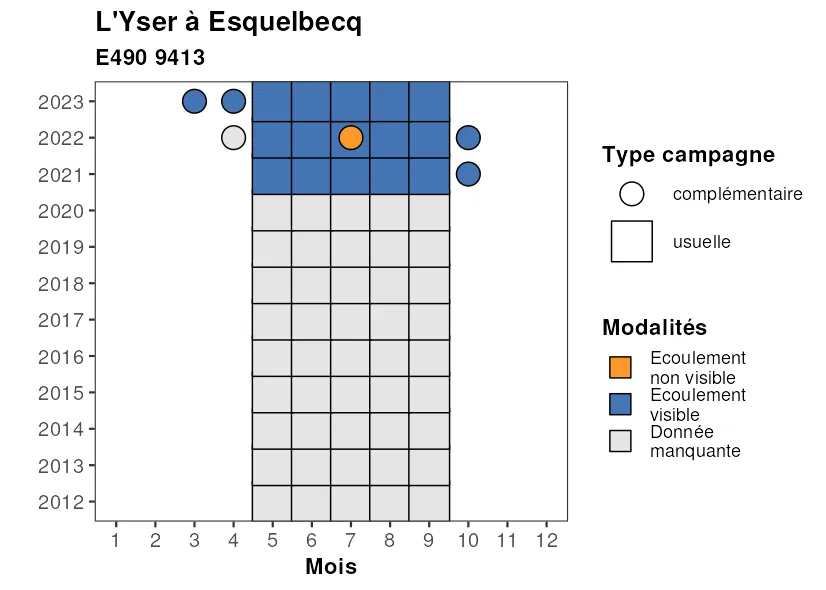 L'Yser à Esquelbecq
E490 9413
2023
2022
2021
2020
2019
2018
2017
2016
2015
2014
2013
2012
1 2 3 4 5 6 7 8 9 10 11 12
Mois
Type campagne
complémentaire
usuelle
Modalités
Ecoulement
non visible
Ecoulement
visible
Donnée
manquante